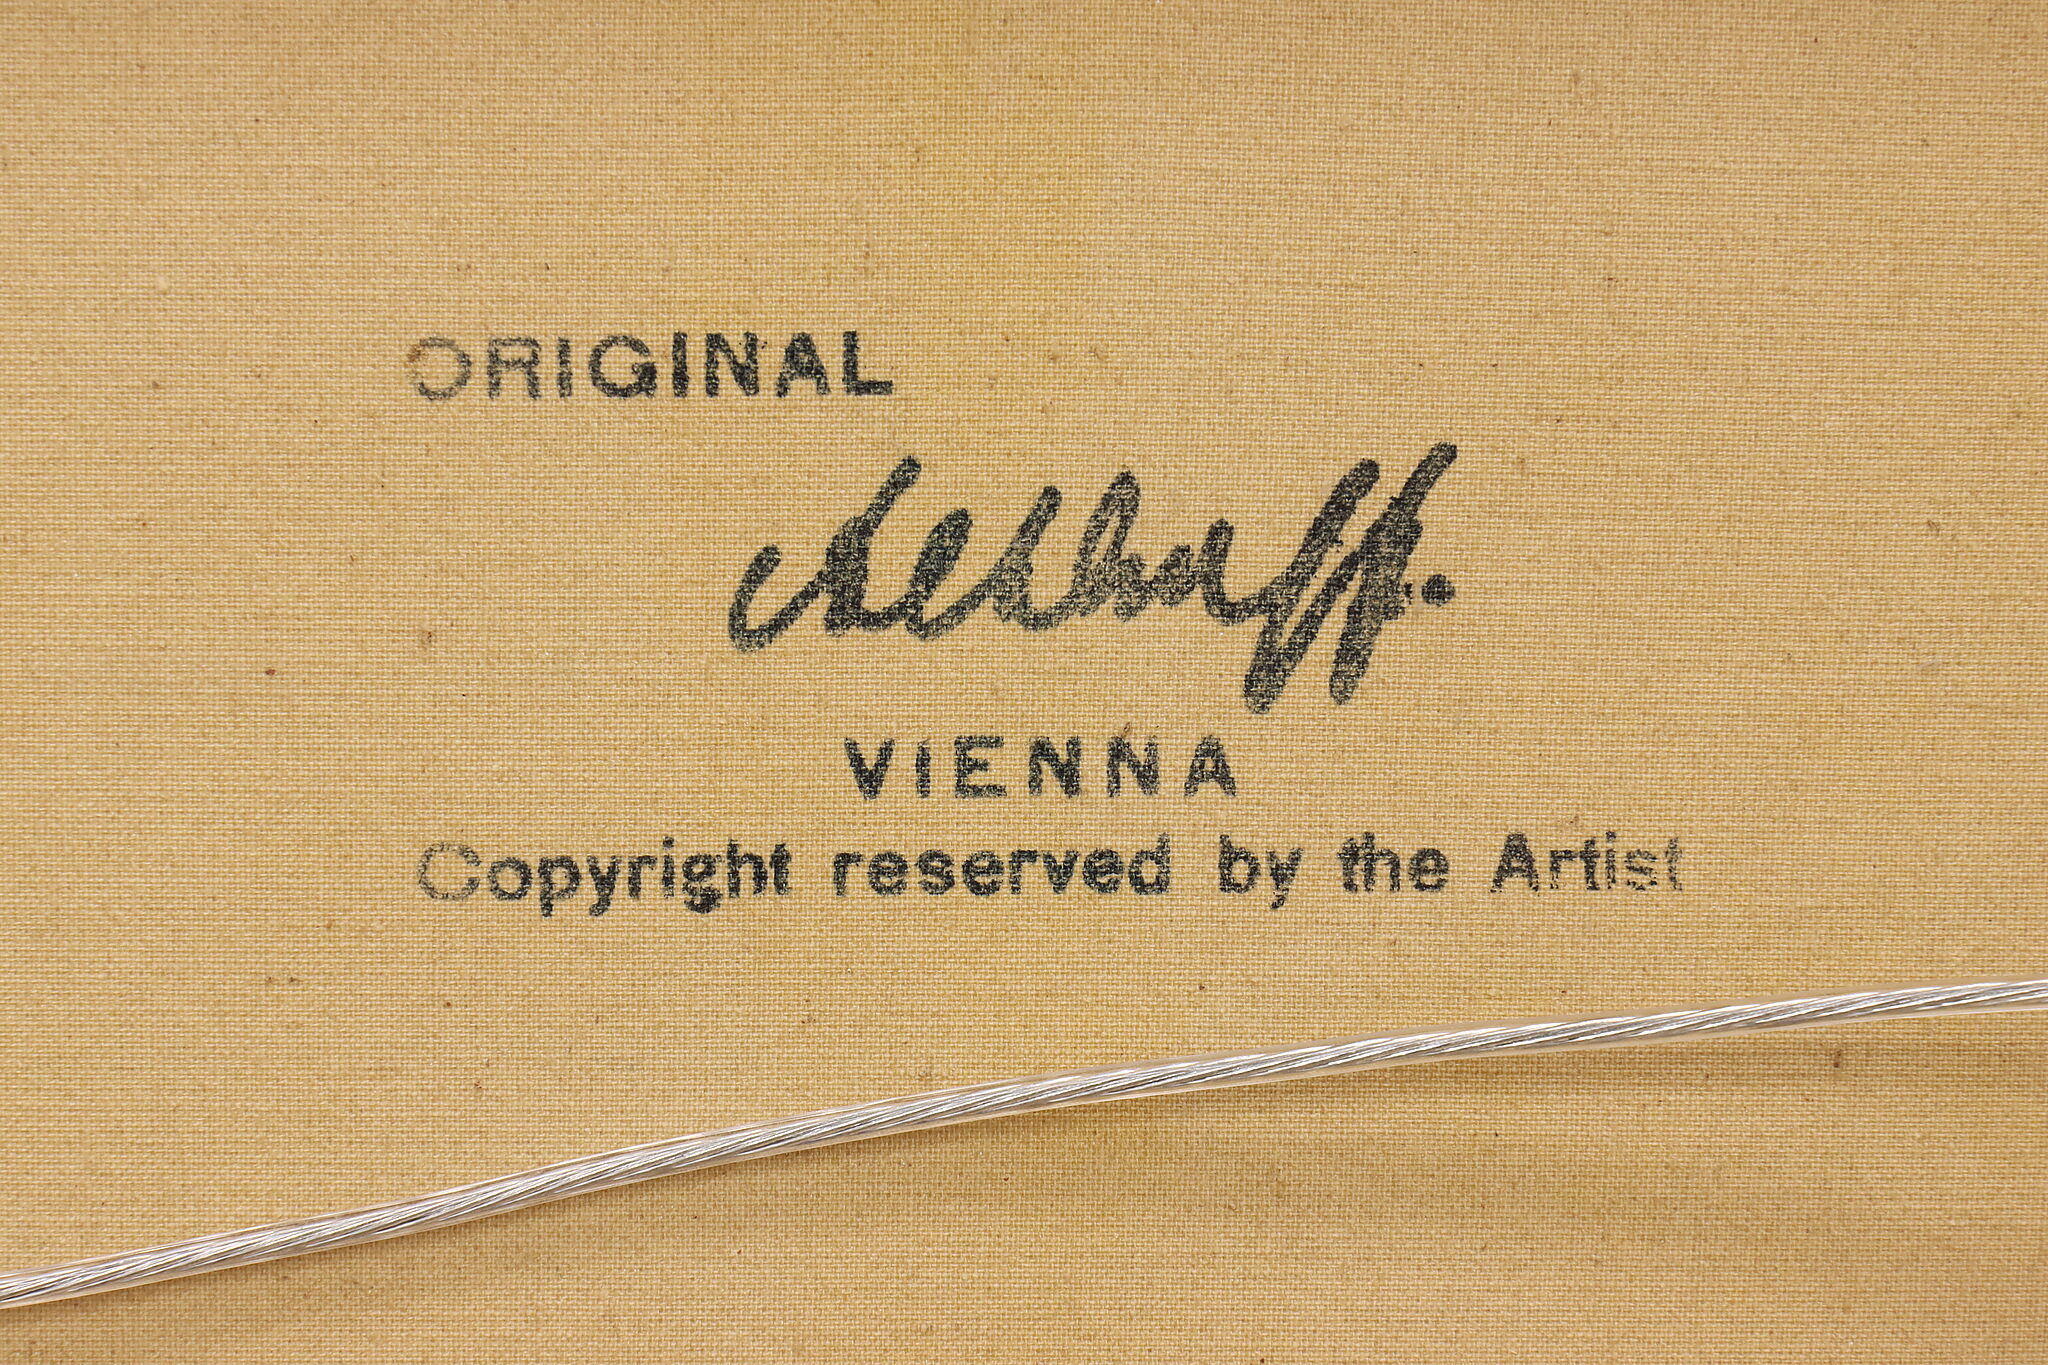 ORIGINAL
VIENNA
Copyright reserved by the Artist